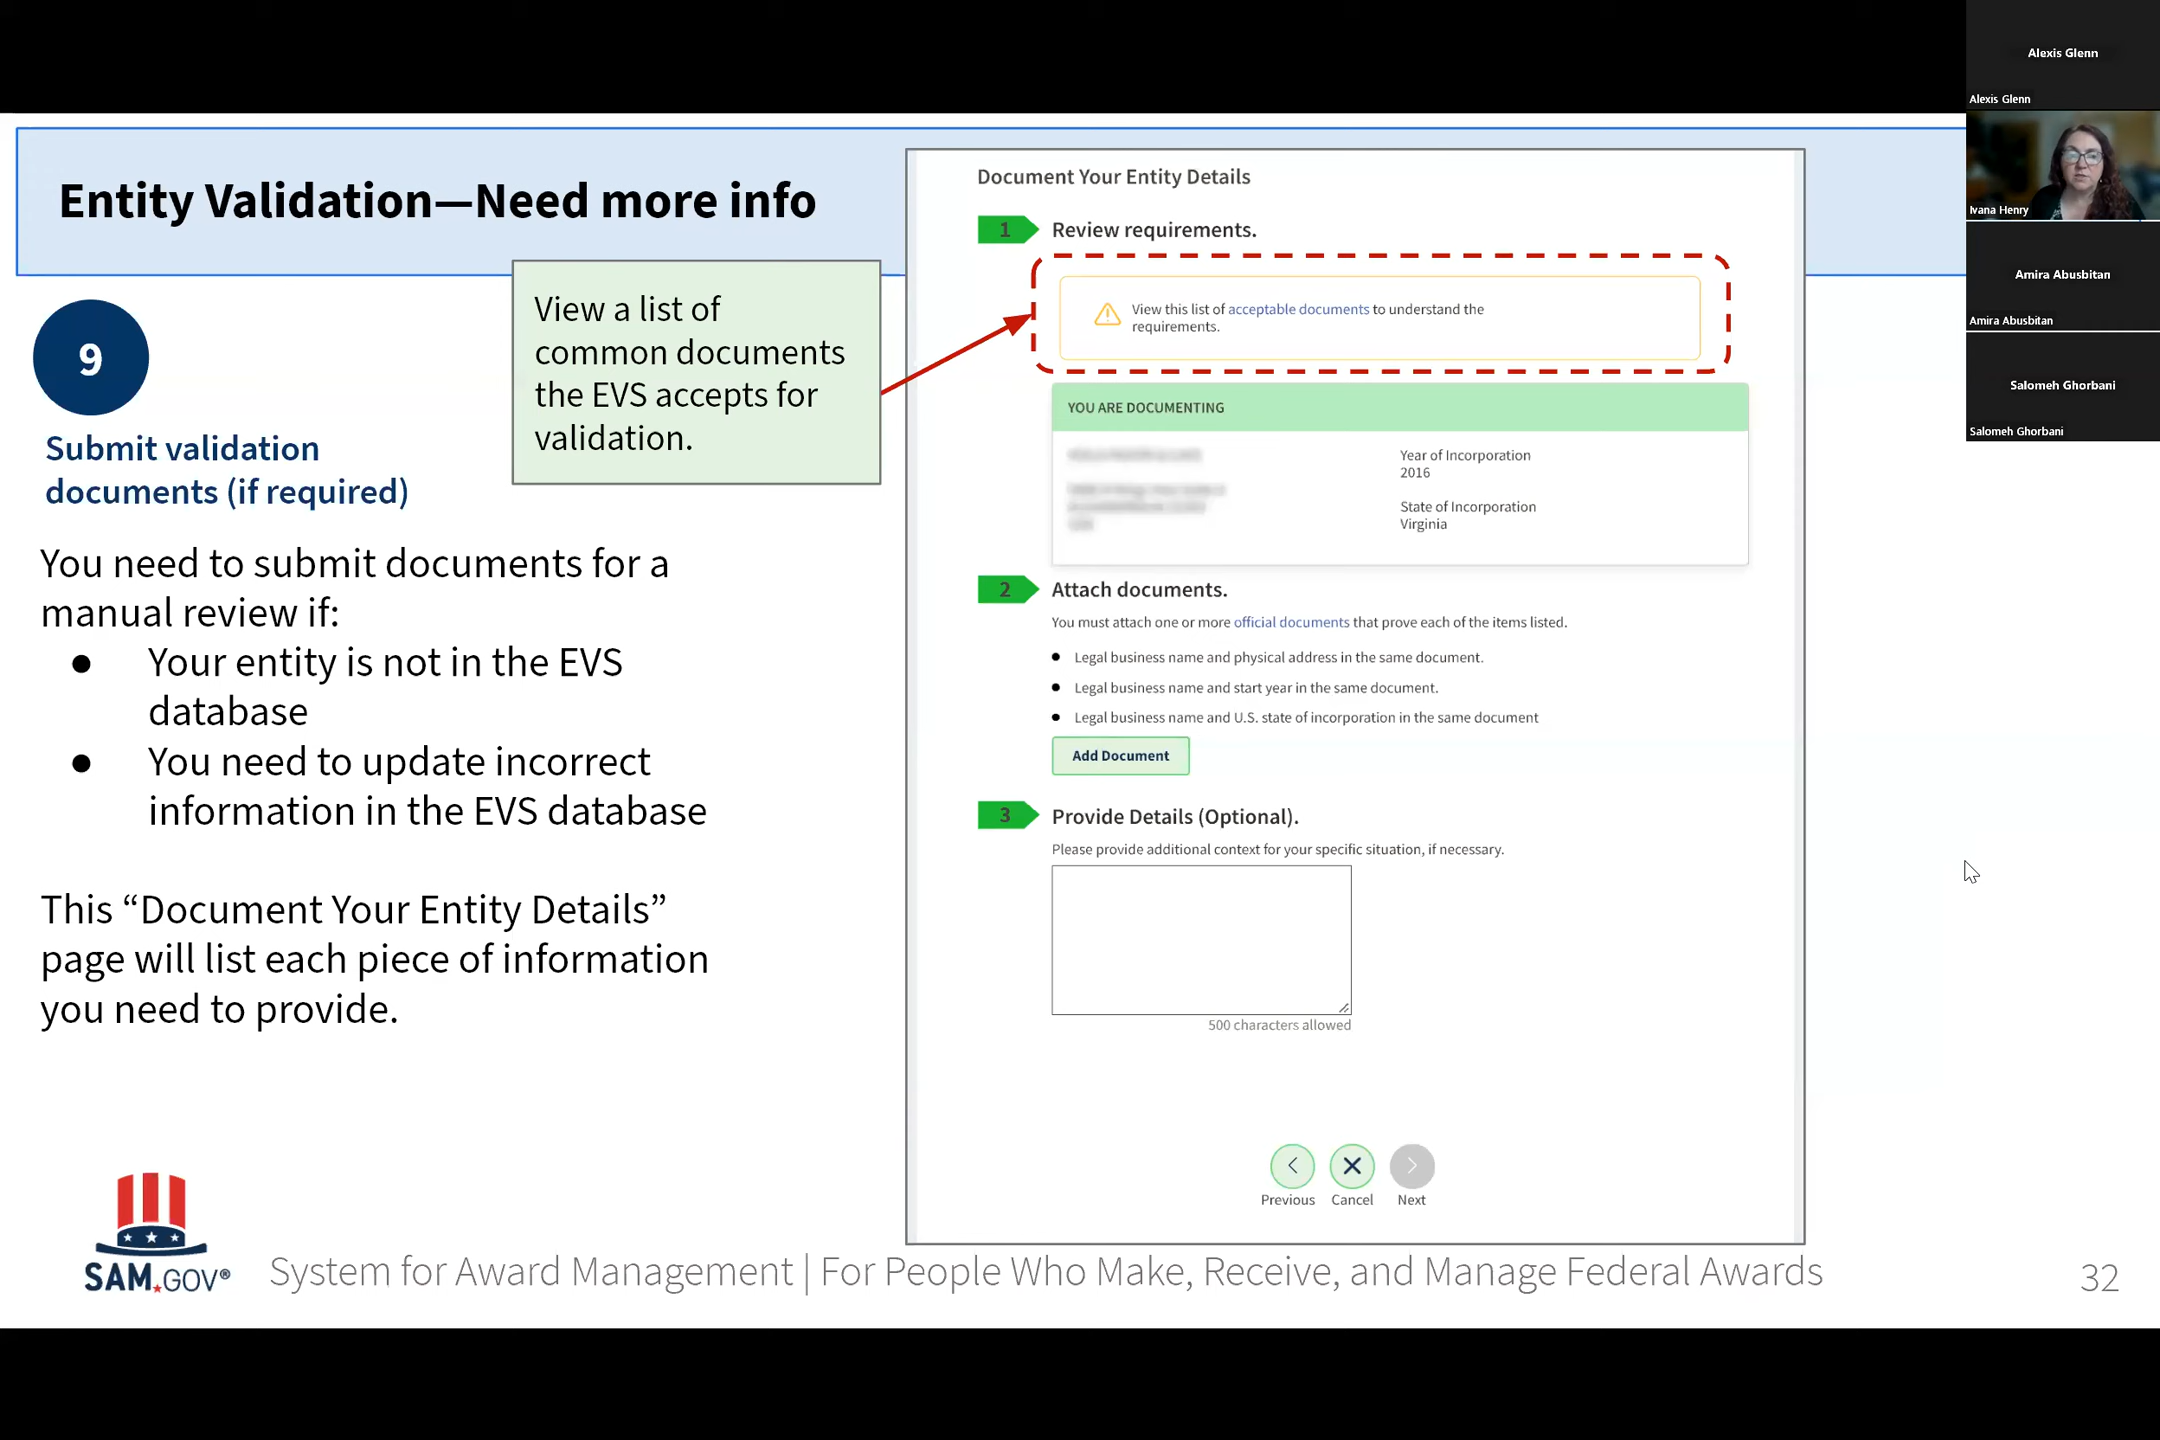 Alexis Glenn
Alexis Glenn
Ivana Henry
Amira Abusbitan
Amira Abusbitan
Salomeh Ghorbani
Salomeh Ghorbani
Entity Validation—Need more info
9
Submit validation
documents (if required)
View a list of
common documents
the EVS accepts for
validation.
You need to submit documents for a
manual review if:
● Your entity is not in the EVS
database
● You need to update incorrect
information in the EVS database
This “Document Your Entity Details”
page will list each piece of information
you need to provide.
Document Your Entity Details
1 Review requirements.
View this list of acceptable documents to understand the
requirements.
YOU ARE DOCUMENTING
Year of Incorporation
2016
State of Incorporation
Virginia
2 Attach documents.
You must attach one or more official documents that prove each of the items listed.
● Legal business name and physical address in the same document.
● Legal business name and start year in the same document.
● Legal business name and U.S. state of incorporation in the same document
Add Document
3 Provide Details (Optional).
Please provide additional context for your specific situation, if necessary.
500 characters allowed
Previous Cancel Next
SAM.GOV®
System for Award Management | For People Who Make, Receive, and Manage Federal Awards
32